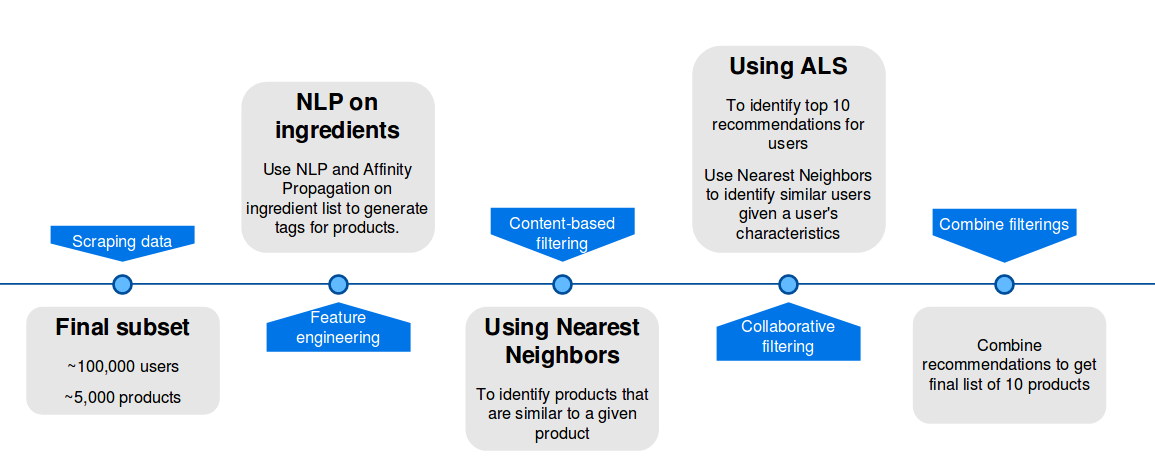 Scraping data
Final subset
~100,000 users
~5,000 products
NLP on
ingredients
Use NLP and Affinity
Propagation on
ingredient list to generate
tags for products.
Feature
engineering
Content-based
filtering
Using Nearest
Neighbors
To identify products that
are similar to a given
product
Using ALS
To identify top 10
recommendations for
users
Use Nearest Neighbors
to identify similar users
given a user's
characteristics
Collaborative
filtering
Combine filterings
Combine
recommendations to get
final list of 10 products